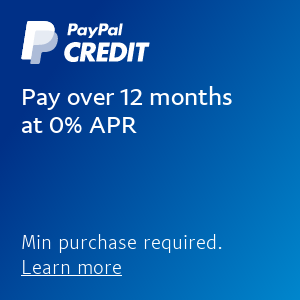 PayPal
CREDIT
Pay over 12 months
at 0% APR
Min purchase required.
Learn more